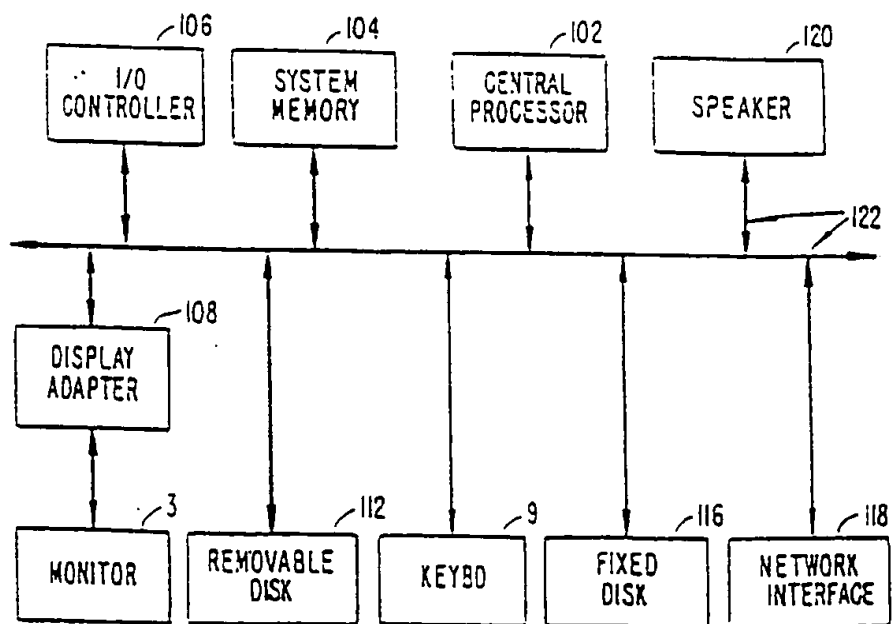 106
I/O
CONTROLLER
104
SYSTEM
MEMORY
102
CENTRAL
PROCESSOR
120
SPEAKER
122
108
DISPLAY
ADAPTER
3
MONITOR
112
REMOVABLE
DISK
9
KEYBD
116
FIXED
DISK
118
NETWORK
INTERFACE